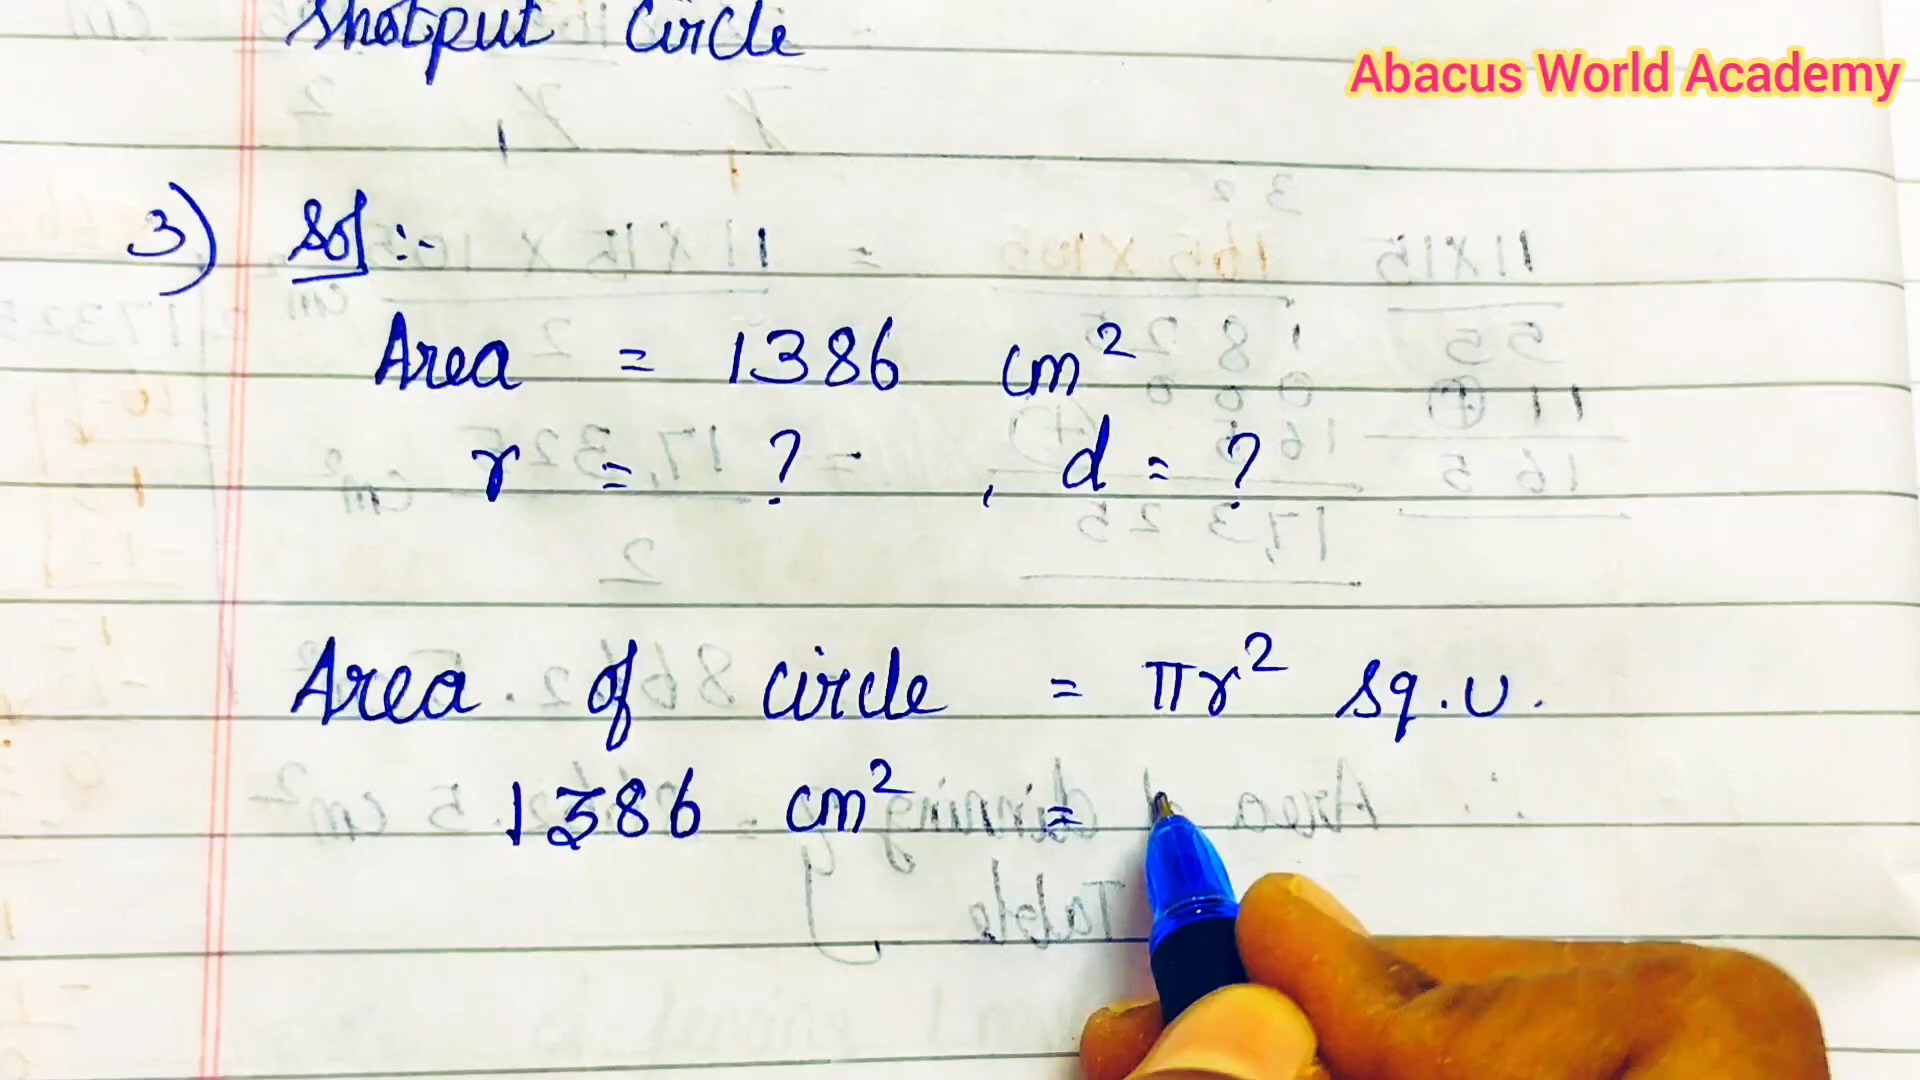 Shotput Circle
Abacus World Academy
3) Sol :-
Area = 1386 cm²
r = ? , d = ?
Area of circle = πr² sq.u.
1386 cm² =